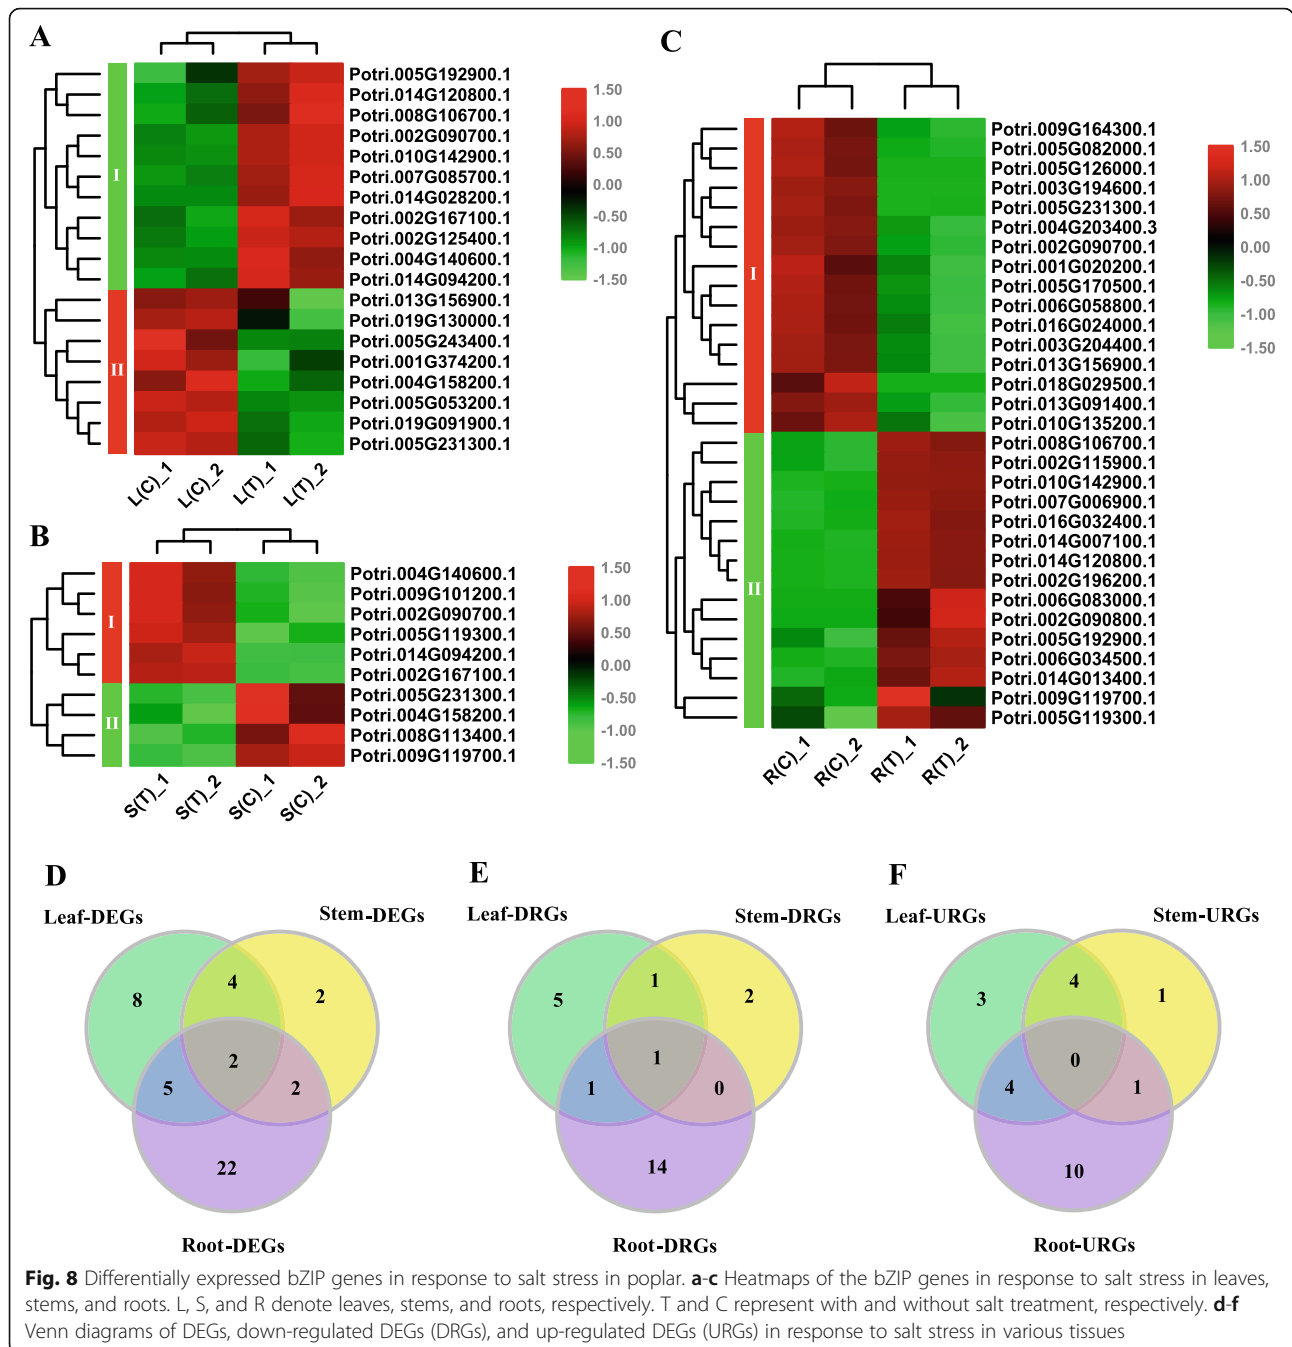 A
I
II
Potri.005G192900.1
Potri.014G120800.1
Potri.008G106700.1
Potri.002G090700.1
Potri.010G142900.1
Potri.007G085700.1
Potri.014G028200.1
Potri.002G167100.1
Potri.002G125400.1
Potri.004G140600.1
Potri.014G094200.1
Potri.013G156900.1
Potri.019G130000.1
Potri.005G243400.1
Potri.001G374200.1
Potri.004G158200.1
Potri.005G053200.1
Potri.019G091900.1
Potri.005G231300.1
L(C)_1 L(C)_2 L(T)_1 L(T)_2
1.50
1.00
0.50
0.00
-0.50
-1.00
-1.50
B
I
II
Potri.004G140600.1
Potri.009G101200.1
Potri.002G090700.1
Potri.005G119300.1
Potri.014G094200.1
Potri.002G167100.1
Potri.005G231300.1
Potri.004G158200.1
Potri.008G113400.1
Potri.009G119700.1
S(T)_1 S(T)_2 S(C)_1 S(C)_2
1.50
1.00
0.50
0.00
-0.50
-1.00
-1.50
C
I
II
Potri.009G164300.1
Potri.005G082000.1
Potri.005G126000.1
Potri.003G194600.1
Potri.005G231300.1
Potri.004G203400.3
Potri.002G090700.1
Potri.001G020200.1
Potri.005G170500.1
Potri.006G058800.1
Potri.016G024000.1
Potri.003G204400.1
Potri.013G156900.1
Potri.018G029500.1
Potri.013G091400.1
Potri.010G135200.1
Potri.008G106700.1
Potri.002G115900.1
Potri.010G142900.1
Potri.007G006900.1
Potri.016G032400.1
Potri.014G007100.1
Potri.014G120800.1
Potri.002G196200.1
Potri.006G083000.1
Potri.002G090800.1
Potri.005G192900.1
Potri.006G034500.1
Potri.014G013400.1
Potri.009G119700.1
Potri.005G119300.1
R(C)_1 R(C)_2 R(T)_1 R(T)_2
1.50
1.00
0.50
0.00
-0.50
-1.00
-1.50
D
Leaf-DEGs
Stem-DEGs
8
4
2
2
5
2
22
Root-DEGs
E
Leaf-DRGs
Stem-DRGs
5
1
2
1
1
0
14
Root-DRGs
F
Leaf-URGs
Stem-URGs
3
4
1
0
4
1
10
Root-URGs
Fig. 8 Differentially expressed bZIP genes in response to salt stress in poplar. a-c Heatmaps of the bZIP genes in response to salt stress in leaves,
stems, and roots. L, S, and R denote leaves, stems, and roots, respectively. T and C represent with and without salt treatment, respectively. d-f
Venn diagrams of DEGs, down-regulated DEGs (DRGs), and up-regulated DEGs (URGs) in response to salt stress in various tissues